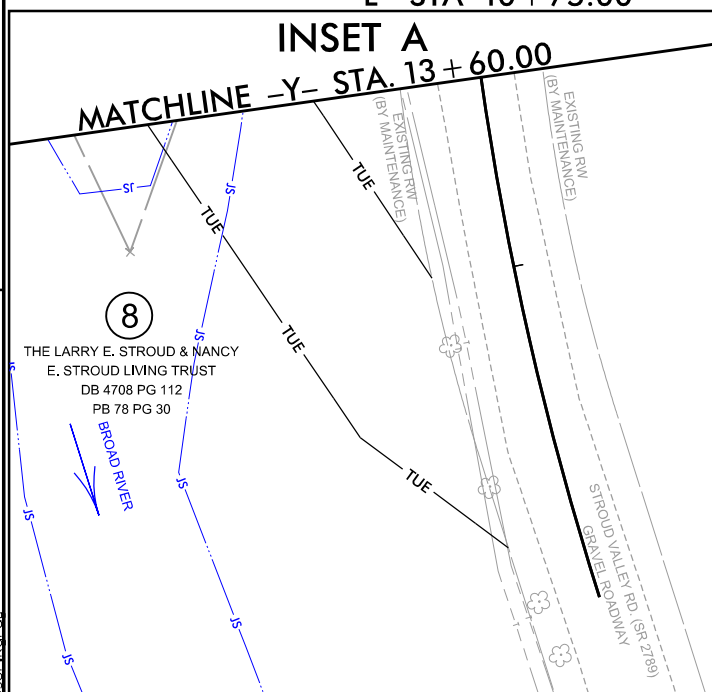 INSET A
MATCHLINE -Y- STA. 13+60.00
EXISTING RW
(BY MAINTENANCE)
EXISTING RW
(BY MAINTENANCE)
JS
JS
TUE
TUE
8
THE LARRY E. STROUD & NANCY
E. STROUD LIVING TRUST
DB 4708 PG 112
PB 78 PG 30
JS
JS
TUE
BROAD RIVER
TUE
JS
JS
STROUD VALLEY RD. (SR 2789)
GRAVEL ROADWAY
JS
JS